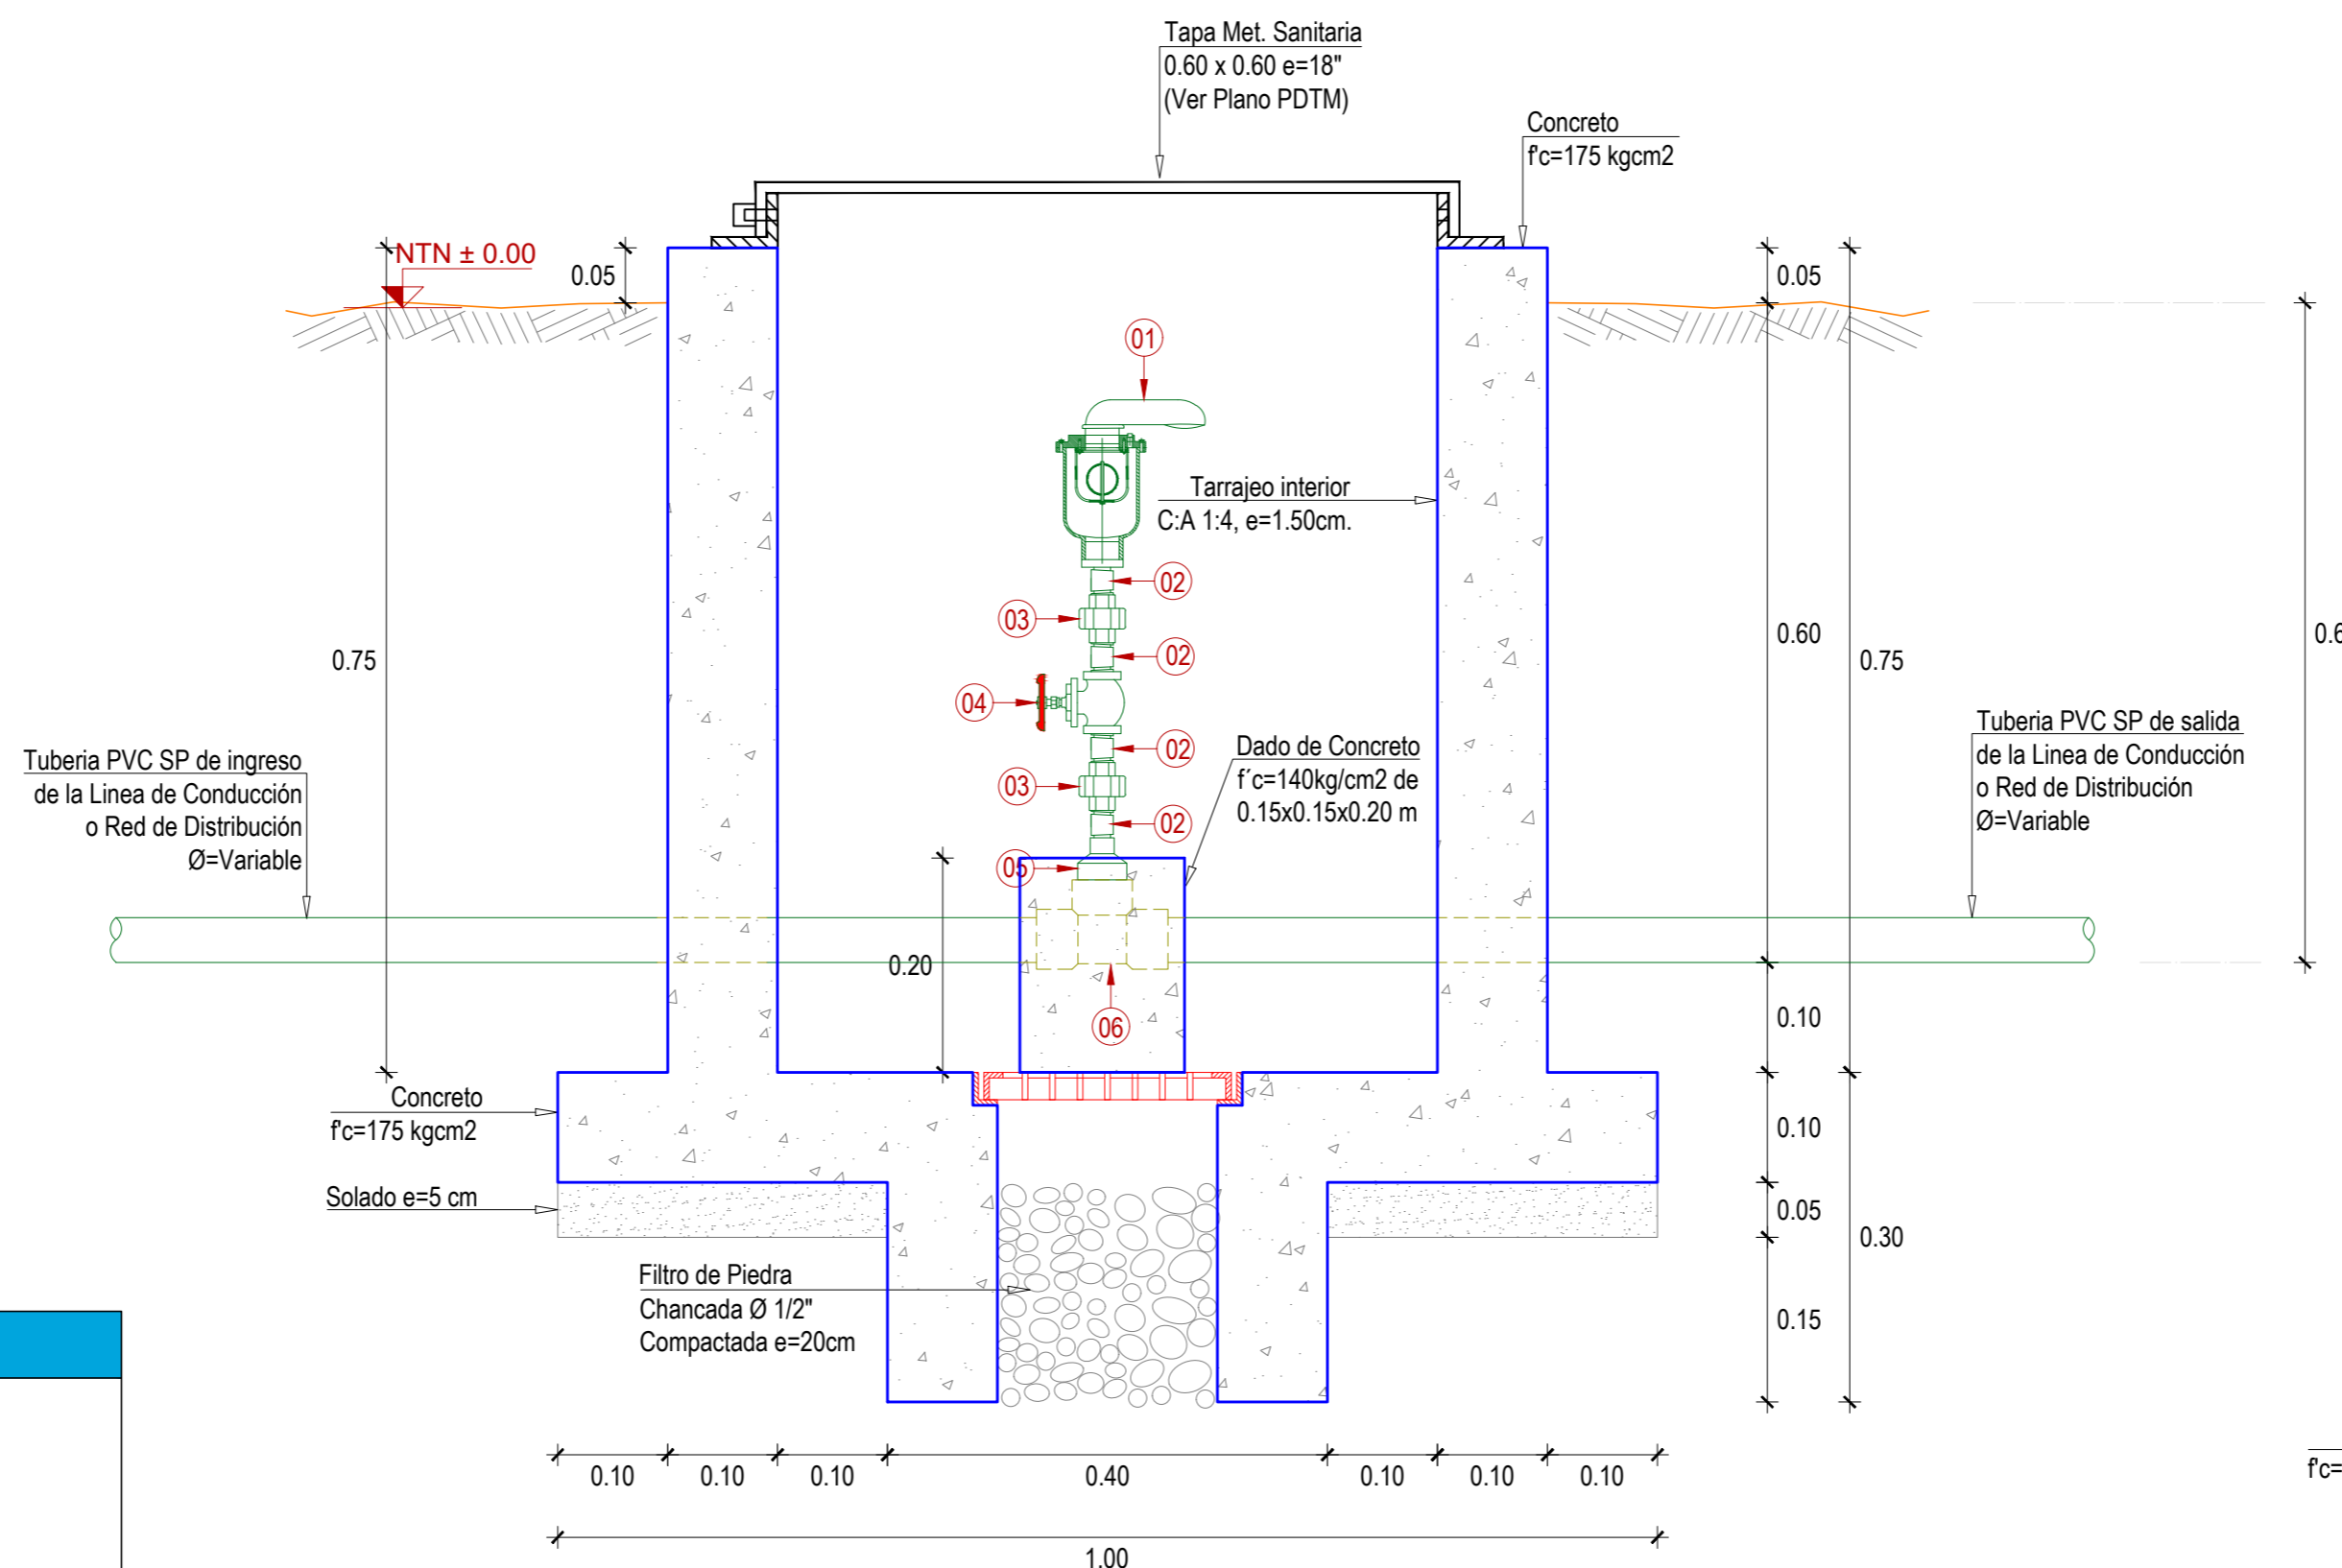 Tapa Met. Sanitaria
0.60 x 0.60 e=18"
(Ver Plano PDTM)
Concreto
f'c=175 kgcm2
NTN ± 0.00
0.05
0.05
01
Tarrajeo interior
C:A 1:4, e=1.50cm.
02
03
02
04
02
03
02
05
06
0.75
0.60
0.75
Tuberia PVC SP de ingreso
de la Linea de Conducción
o Red de Distribución
Ø=Variable
Dado de Concreto
f´c=140kg/cm2 de
0.15x0.15x0.20 m
Tuberia PVC SP de salida
de la Linea de Conducción
o Red de Distribución
Ø=Variable
0.20
0.10
Concreto
f'c=175 kgcm2
0.10
Solado e=5 cm
0.05
0.30
Filtro de Piedra
Chancada Ø 1/2"
Compactada e=20cm
0.15
0.10
0.10
0.10
0.40
0.10
0.10
0.10
f'c=
1.00